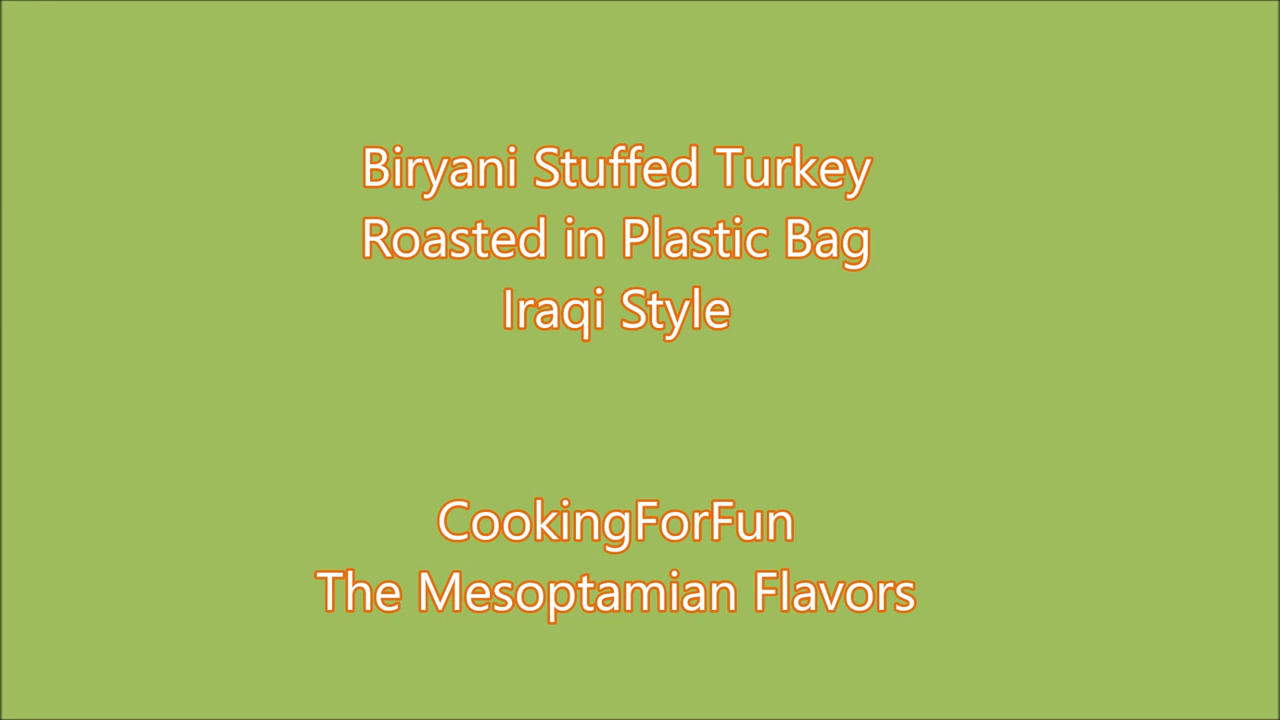 Biryani Stuffed Turkey
Roasted in Plastic Bag
Iraqi Style
CookingForFun
The Mesoptamian Flavors